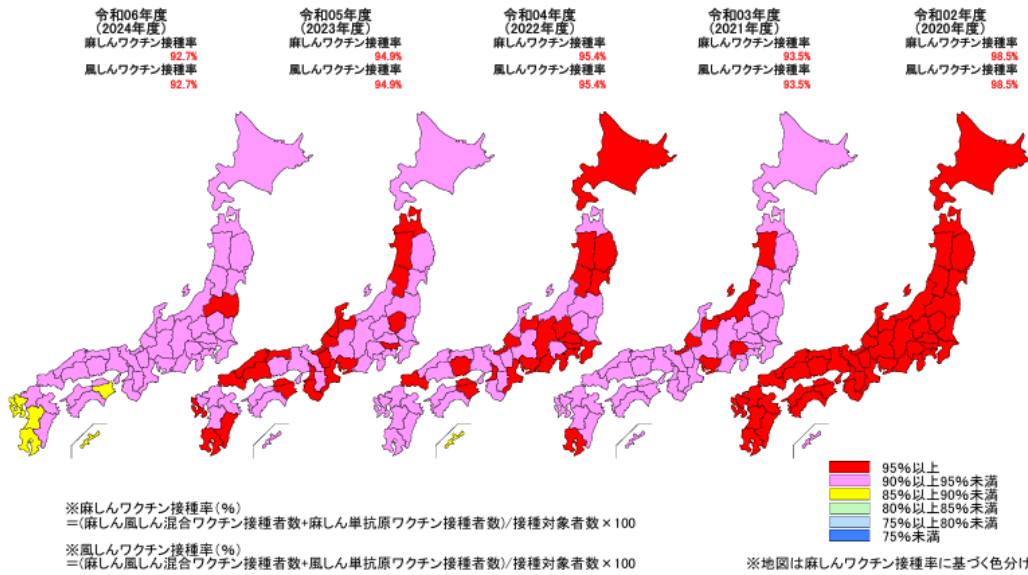 令和06年度
(2024年度)
麻しんワクチン接種率
92.7%
風しんワクチン接種率
92.7%
令和05年度
(2023年度)
麻しんワクチン接種率
94.9%
風しんワクチン接種率
94.9%
令和04年度
(2022年度)
麻しんワクチン接種率
95.4%
風しんワクチン接種率
95.4%
令和03年度
(2021年度)
麻しんワクチン接種率
93.5%
風しんワクチン接種率
93.5%
令和02年度
(2020年度)
麻しんワクチン接種率
98.5%
風しんワクチン接種率
98.5%
95%以上
90%以上95%未満
85%以上90%未満
80%以上85%未満
75%以上80%未満
75%未満
※麻しんワクチン接種率(%)
=(麻しん風しん混合ワクチン接種者数+麻しん単抗原ワクチン接種者数)/接種対象者数×100
※風しんワクチン接種率(%)
=(麻しん風しん混合ワクチン接種者数+風しん単抗原ワクチン接種者数)/接種対象者数×100
※地図は麻しんワクチン接種率に基づく色分け